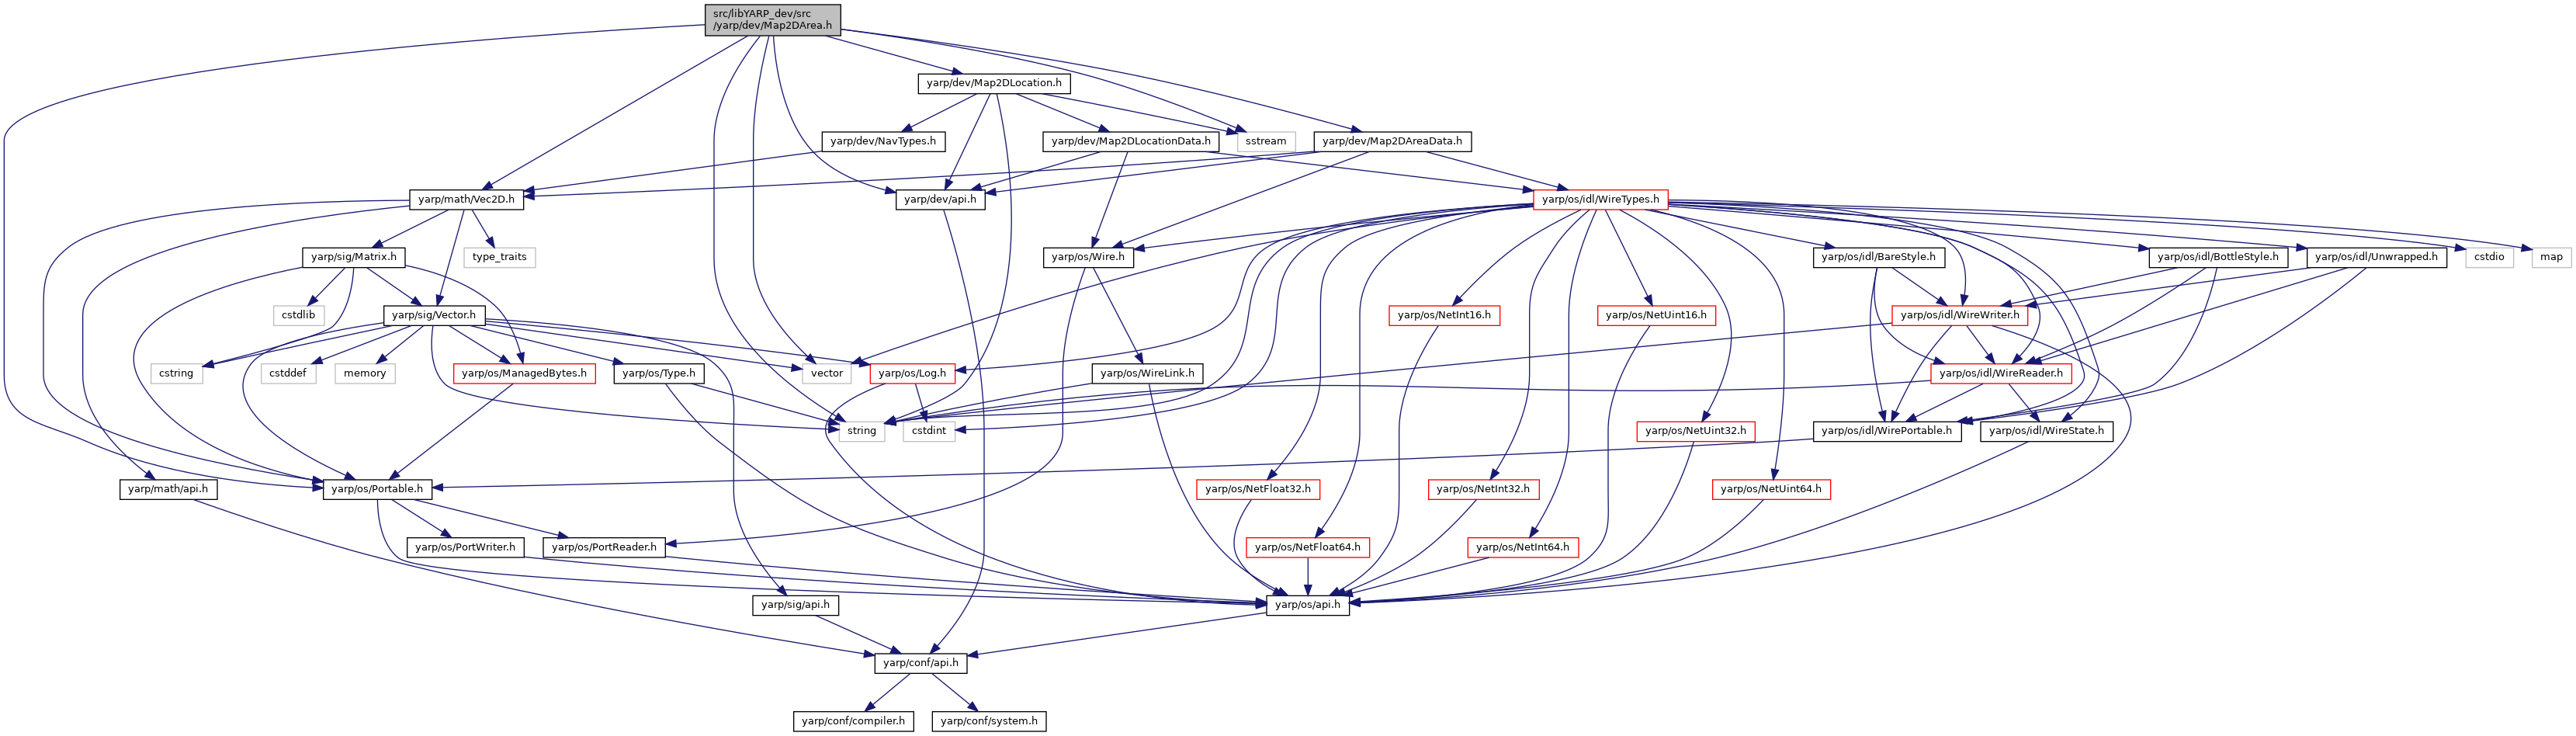 src/libYARP_dev/src
/yarp/dev/Map2DArea.h
yarp/dev/Map2DLocation.h
yarp/dev/NavTypes.h
yarp/dev/Map2DLocationData.h
sstream
yarp/dev/Map2DAreaData.h
yarp/math/Vec2D.h
yarp/dev/api.h
yarp/os/idl/WireTypes.h
yarp/sig/Matrix.h
type_traits
yarp/os/Wire.h
yarp/os/idl/BareStyle.h
yarp/os/idl/BottleStyle.h
yarp/os/idl/Unwrapped.h
cstdio
map
cstdlib
yarp/sig/Vector.h
yarp/os/NetInt16.h
yarp/os/NetUint16.h
yarp/os/idl/WireWriter.h
cstring
cstddef
memory
yarp/os/ManagedBytes.h
yarp/os/Type.h
vector
yarp/os/Log.h
yarp/os/WireLink.h
yarp/os/idl/WireReader.h
string
cstdint
yarp/os/NetUint32.h
yarp/os/idl/WirePortable.h
yarp/os/idl/WireState.h
yarp/math/api.h
yarp/os/Portable.h
yarp/os/NetFloat32.h
yarp/os/NetInt32.h
yarp/os/NetUint64.h
yarp/os/PortWriter.h
yarp/os/PortReader.h
yarp/os/NetFloat64.h
yarp/os/NetInt64.h
yarp/sig/api.h
yarp/os/api.h
yarp/conf/api.h
yarp/conf/compiler.h
yarp/conf/system.h